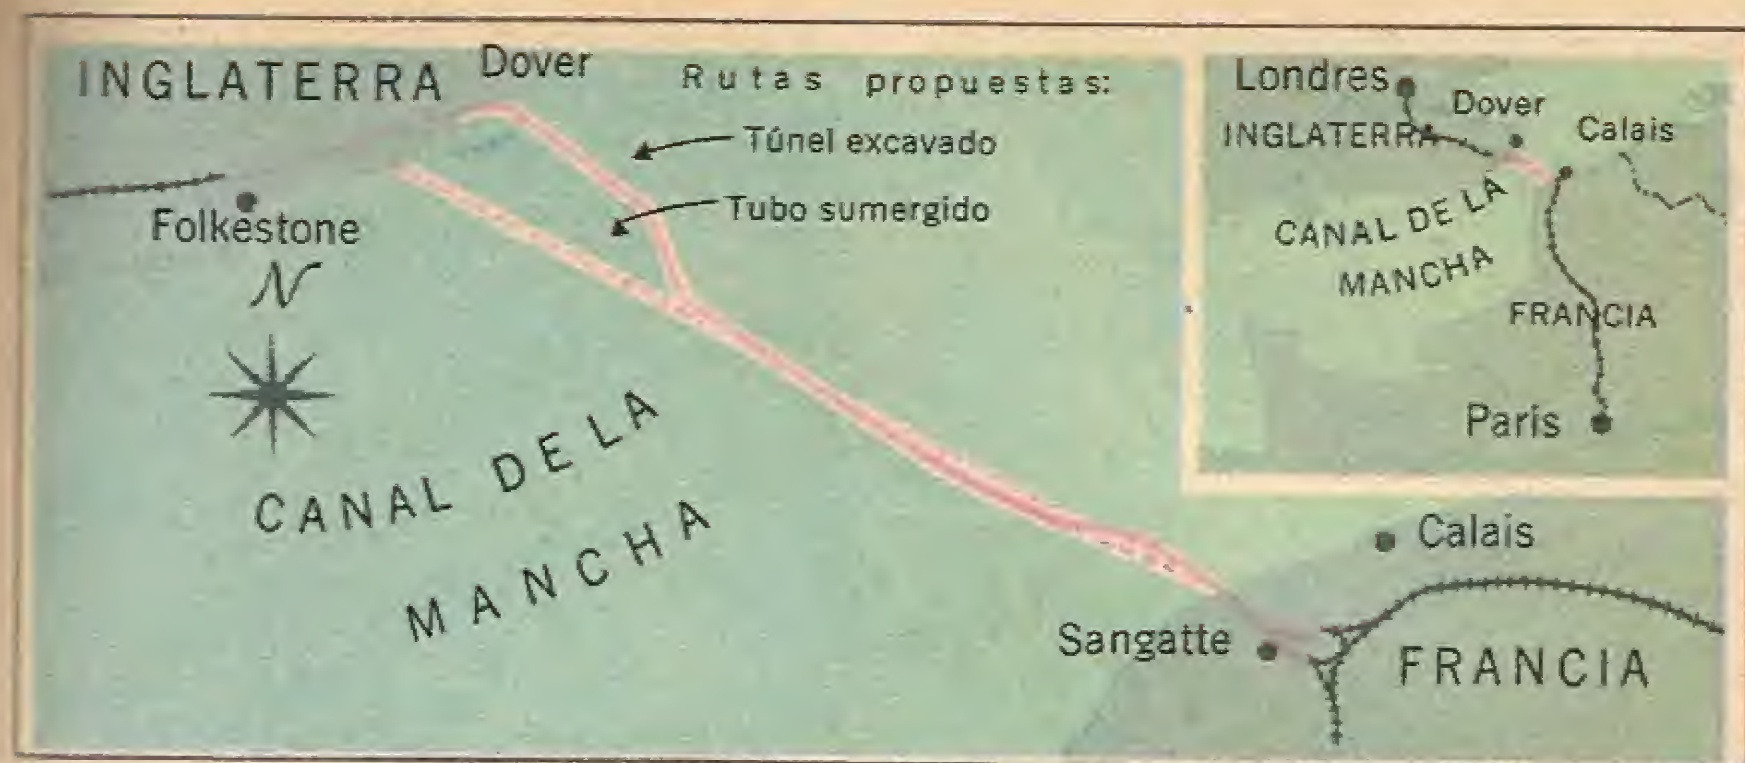 INGLATERRA
Dover
Rutas propuestas:
Túnel excavado
Tubo sumergido
Folkestone
N
CANAL DE LA
MANCHA
Sangatte
Calais
FRANCIA
Londres
Dover
INGLATERRA
Calais
CANAL DE LA
MANCHA
FRANCIA
Paris